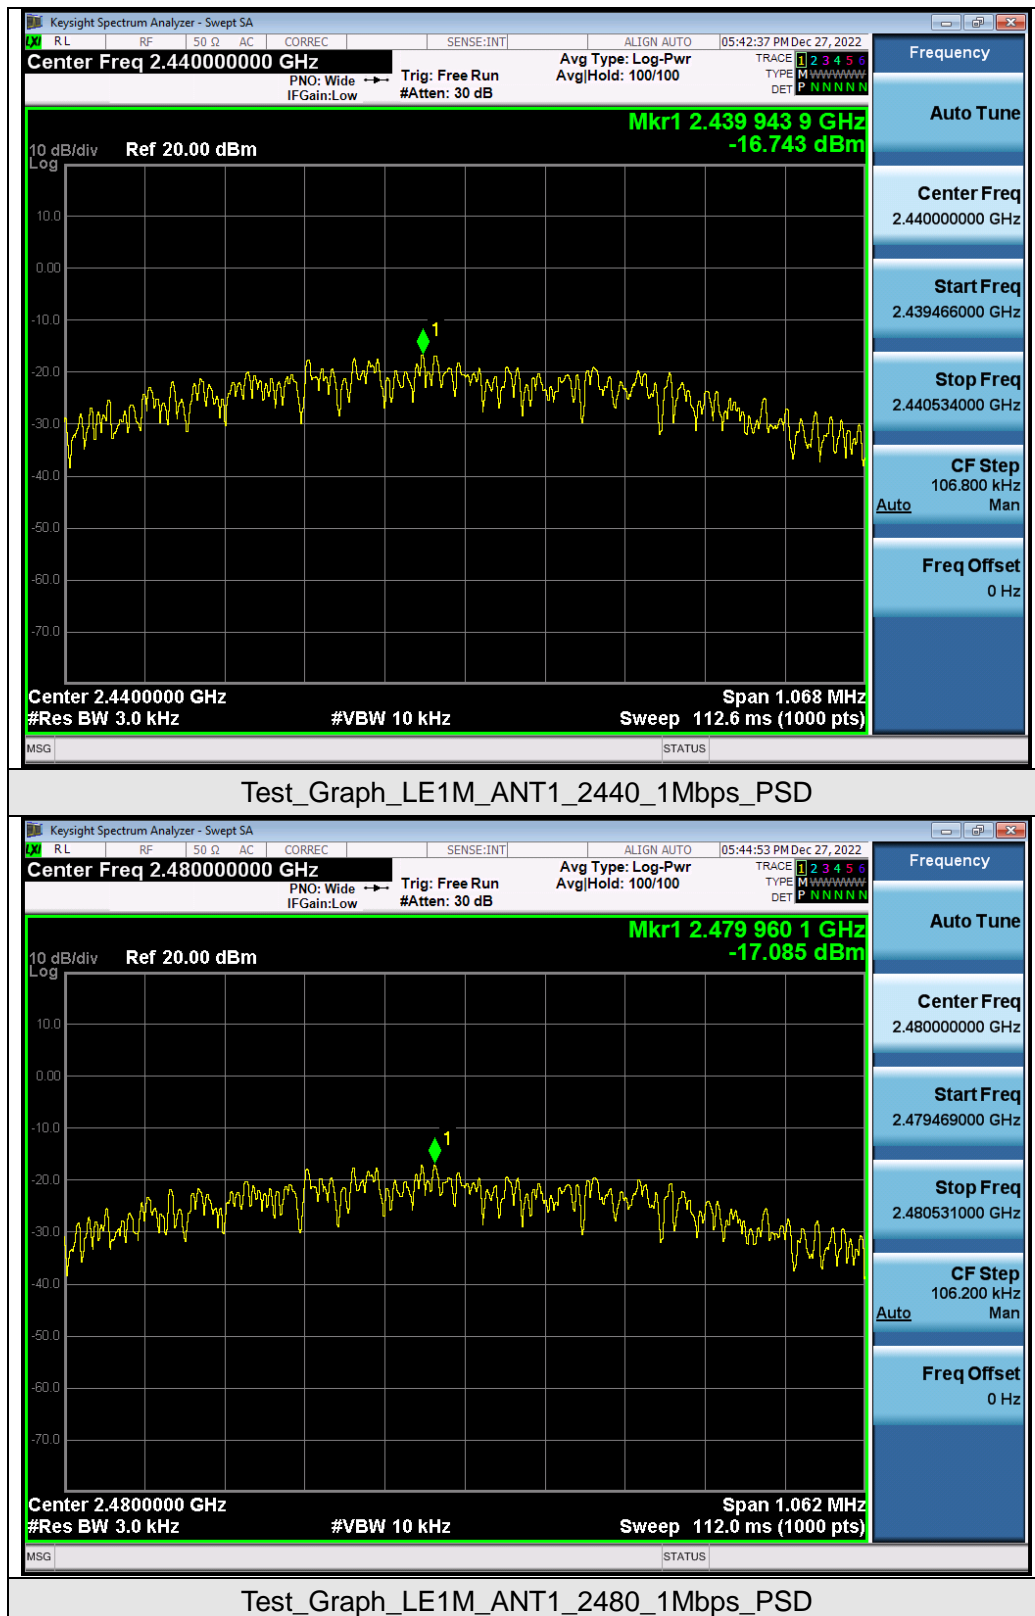 Keysight Spectrum Analyzer - Swept SA
LXI RL RF 50 Ω AC CORREC SENSE:INT ALIGN AUTO 05:42:37 PM Dec 27, 2022
Center Freq 2.440000000 GHz
PNO: Wide
IFGain:Low
Trig: Free Run
#Atten: 30 dB
Avg Type: Log-Pwr
Avg|Hold: 100/100
TRACE 1 2 3 4 5 6
TYPE M WWWWW
DET P N N N N N
Frequency
Auto Tune
Center Freq
2.440000000 GHz
Start Freq
2.439466000 GHz
Stop Freq
2.440534000 GHz
CF Step
106.800 kHz
Auto Man
Freq Offset
0 Hz
Mkr1 2.439 943 9 GHz
-16.743 dBm
10 dB/div Ref 20.00 dBm
Log
10.0
0.00
-10.0
1
-20.0
-30.0
-40.0
-50.0
-60.0
-70.0
Center 2.4400000 GHz Span 1.068 MHz
#Res BW 3.0 kHz #VBW 10 kHz Sweep 112.6 ms (1000 pts)
MSG STATUS
Test_Graph_LE1M_ANT1_2440_1Mbps_PSD
Keysight Spectrum Analyzer - Swept SA
LXI RL RF 50 Ω AC CORREC SENSE:INT ALIGN AUTO 05:44:53 PM Dec 27, 2022
Center Freq 2.480000000 GHz
PNO: Wide
IFGain:Low
Trig: Free Run
#Atten: 30 dB
Avg Type: Log-Pwr
Avg|Hold: 100/100
TRACE 1 2 3 4 5 6
TYPE M WWWWW
DET P N N N N N
Frequency
Auto Tune
Center Freq
2.480000000 GHz
Start Freq
2.479469000 GHz
Stop Freq
2.480531000 GHz
CF Step
106.200 kHz
Auto Man
Freq Offset
0 Hz
Mkr1 2.479 960 1 GHz
-17.085 dBm
10 dB/div Ref 20.00 dBm
Log
10.0
0.00
-10.0
1
-20.0
-30.0
-40.0
-50.0
-60.0
-70.0
Center 2.4800000 GHz Span 1.062 MHz
#Res BW 3.0 kHz #VBW 10 kHz Sweep 112.0 ms (1000 pts)
MSG STATUS
Test_Graph_LE1M_ANT1_2480_1Mbps_PSD